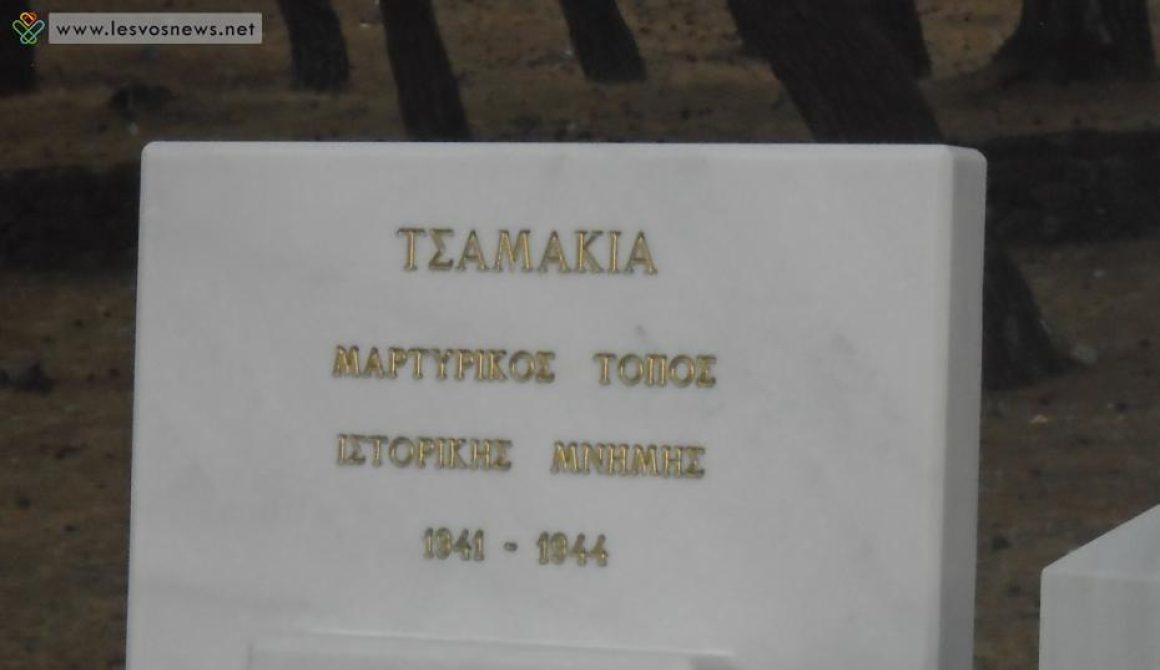 www.lesvosnews.net
ΤΣΑΜΑΚΙΑ
ΜΑΡΤΥΡΙΚΟΣ ΤΟΠΟΣ
ΙΣΤΟΡΙΚΗΣ ΜΝΗΜΗΣ
1941 - 1944